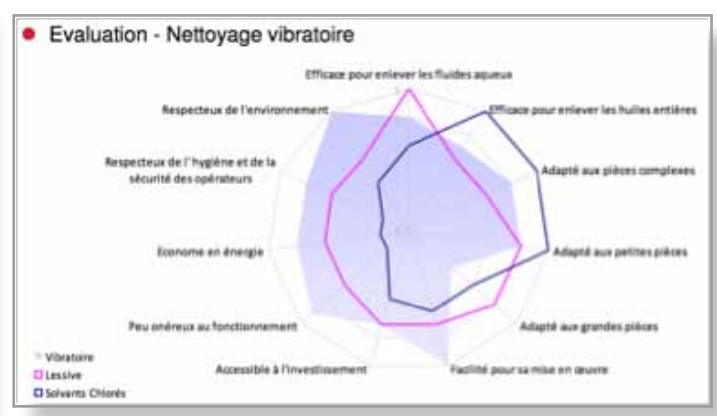 Evaluation - Nettoyage vibratoire
Efficace pour enlever les fluides aqueux
Respecteux de l'environnement
Efficace pour enlever les huiles entières
Respecteux de l'hygiène et de la
sécurité des opérateurs
Adapté aux pièces complexes
Econome en énergie
Adapté aux petites pièces
Peu onéreux au fonctionnement
Adapté aux grandes pièces
Accessible à l'investissement
Facilité pour sa mise en œuvre
Vibratoire
Lessive
Solvants Chlorés